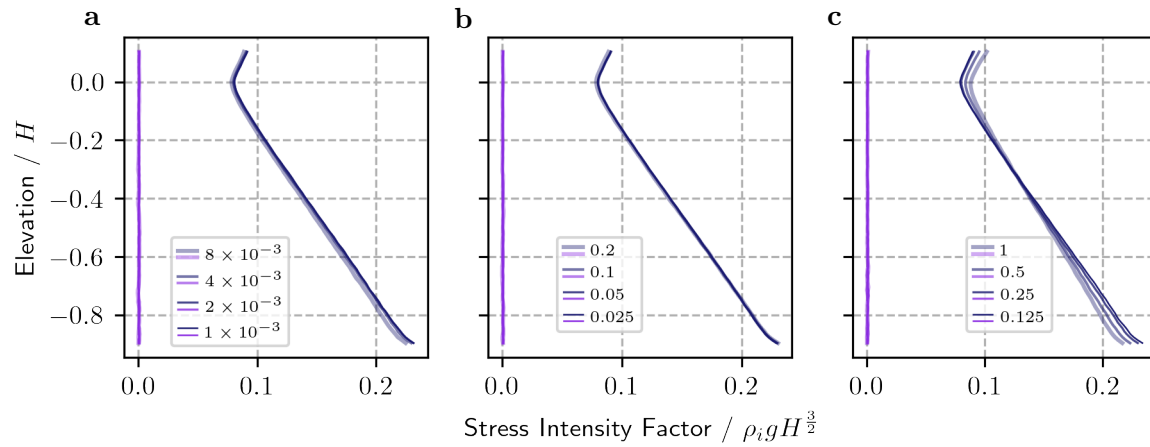 a b c
Elevation / H
0.0
−0.2
−0.4
−0.6
−0.8
8 × 10⁻³
4 × 10⁻³
2 × 10⁻³
1 × 10⁻³
0.2
0.1
0.05
0.025
1
0.5
0.25
0.125
0.0 0.1 0.2 0.0 0.1 0.2 0.0 0.1 0.2
Stress Intensity Factor / ρᵢgH^{3/2}